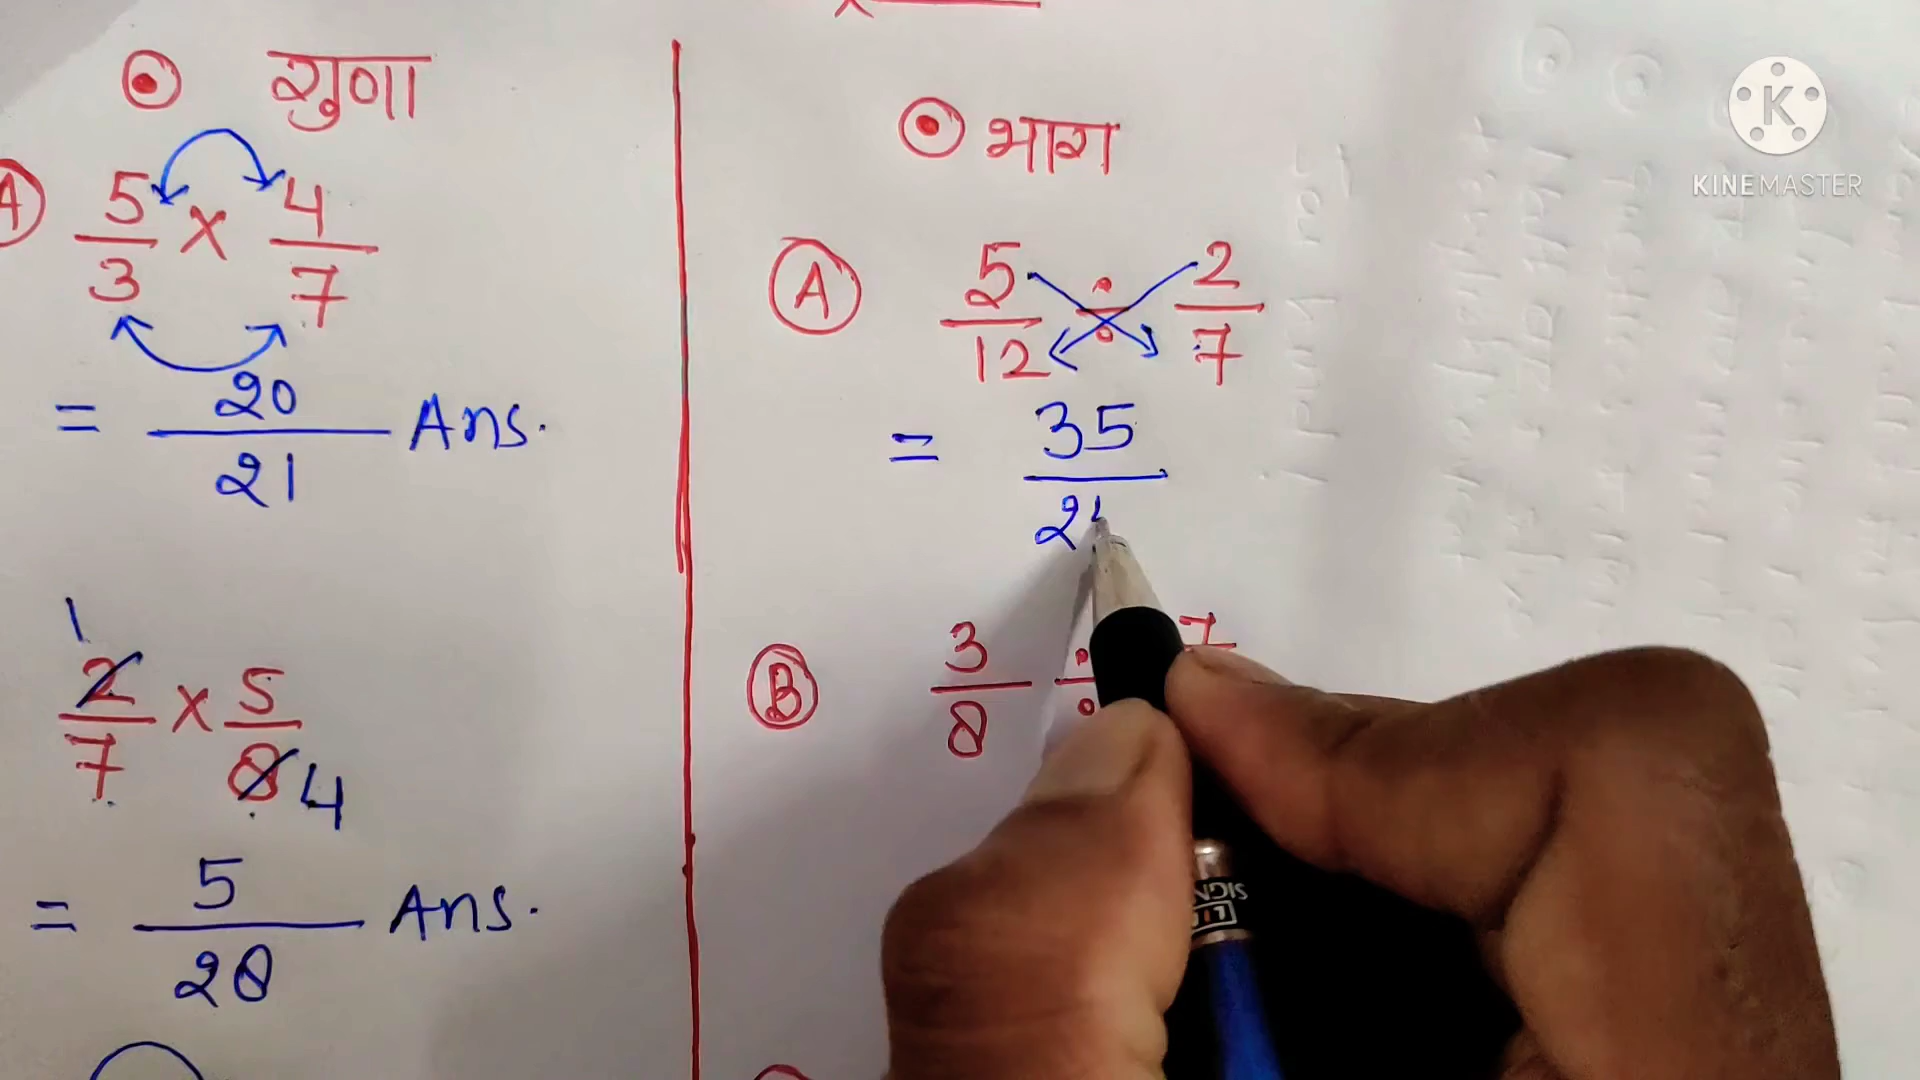 गुणा
A 5/3 × 4/7
= 20/21 Ans.
2/7 × 5/8
1
4
= 5/28 Ans.
भाग
A 5/12 ÷ 2/7
= 35/2
B 3/8 ÷ 7
K
KINEMASTER